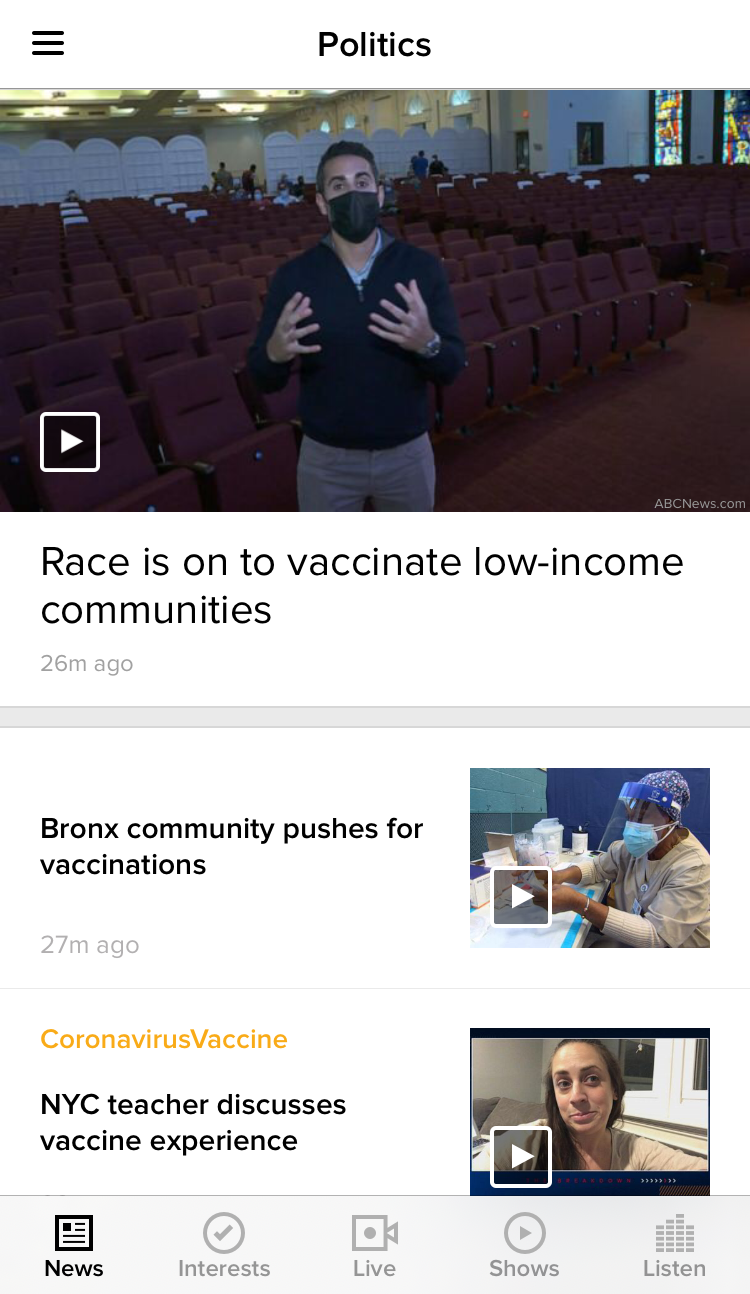 Politics
ABCNews.com
Race is on to vaccinate low-income
communities
26m ago
Bronx community pushes for
vaccinations
27m ago
CoronavirusVaccine
NYC teacher discusses
vaccine experience
BREAKDOWN
News
Interests
Live
Shows
Listen